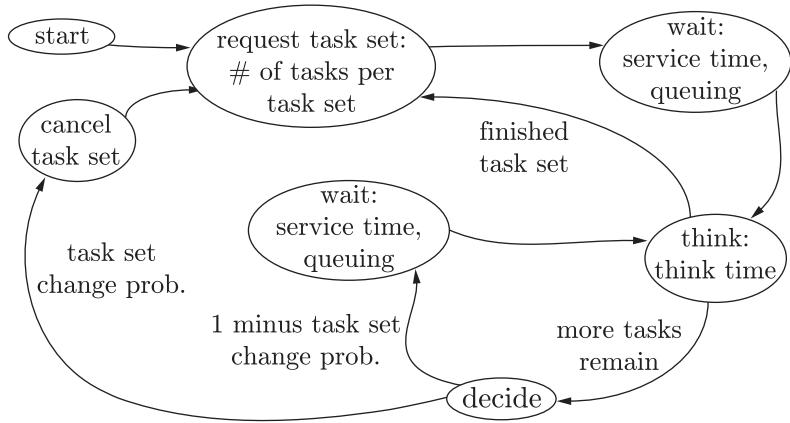 start
request task set:
# of tasks per
task set
wait:
service time,
queuing
cancel
task set
finished
task set
wait:
service time,
queuing
think:
think time
task set
change prob.
1 minus task set
change prob.
more tasks
remain
decide